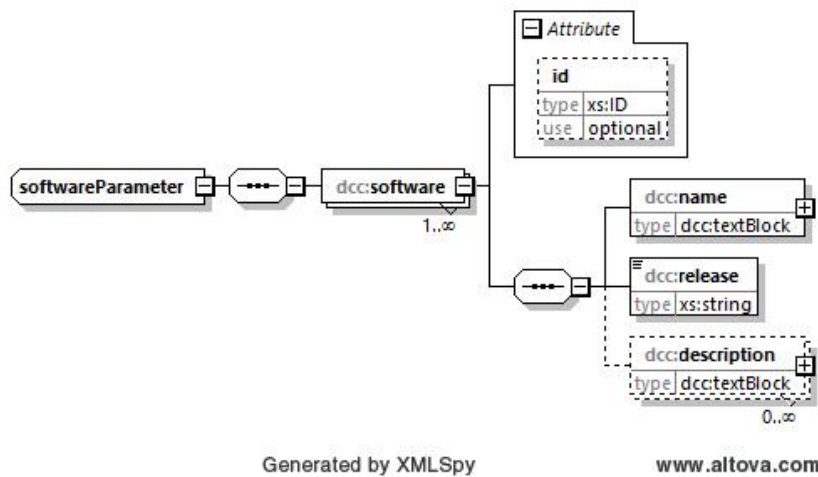 Attribute
id
type xs:ID
use optional
softwareParameter
dcc:software
1..∞
dcc:name
type dcc:textBlock
dcc:release
type xs:string
dcc:description
type dcc:textBlock
0..∞
Generated by XMLSpy
www.altova.com